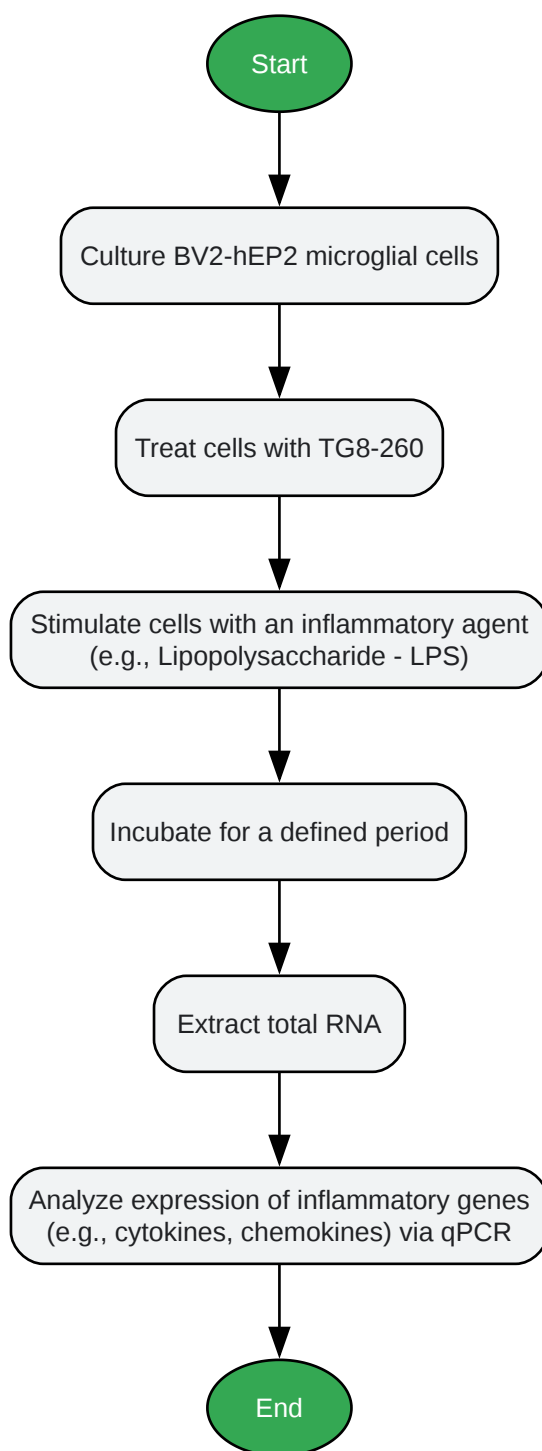 Start
Culture BV2-hEP2 microglial cells
Treat cells with TG8-260
Stimulate cells with an inflammatory agent
(e.g., Lipopolysaccharide - LPS)
Incubate for a defined period
Extract total RNA
Analyze expression of inflammatory genes
(e.g., cytokines, chemokines) via qPCR
End